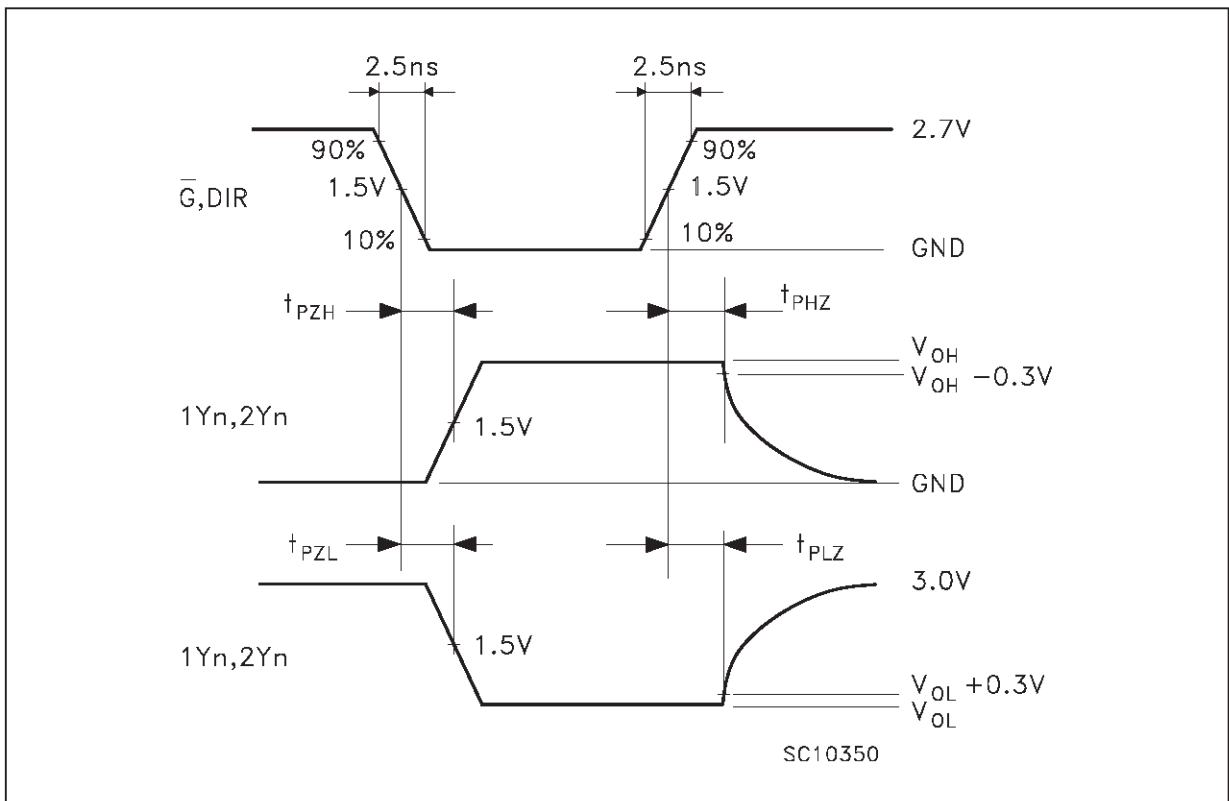 2.5ns 2.5ns
2.7V
90% 90%
G̅,DIR 1.5V 1.5V
10% 10%
GND
tPZH tPHZ
VOH
VOH −0.3V
1Yn,2Yn 1.5V
GND
tPZL tPLZ
3.0V
1Yn,2Yn 1.5V
VOL +0.3V
VOL
SC10350